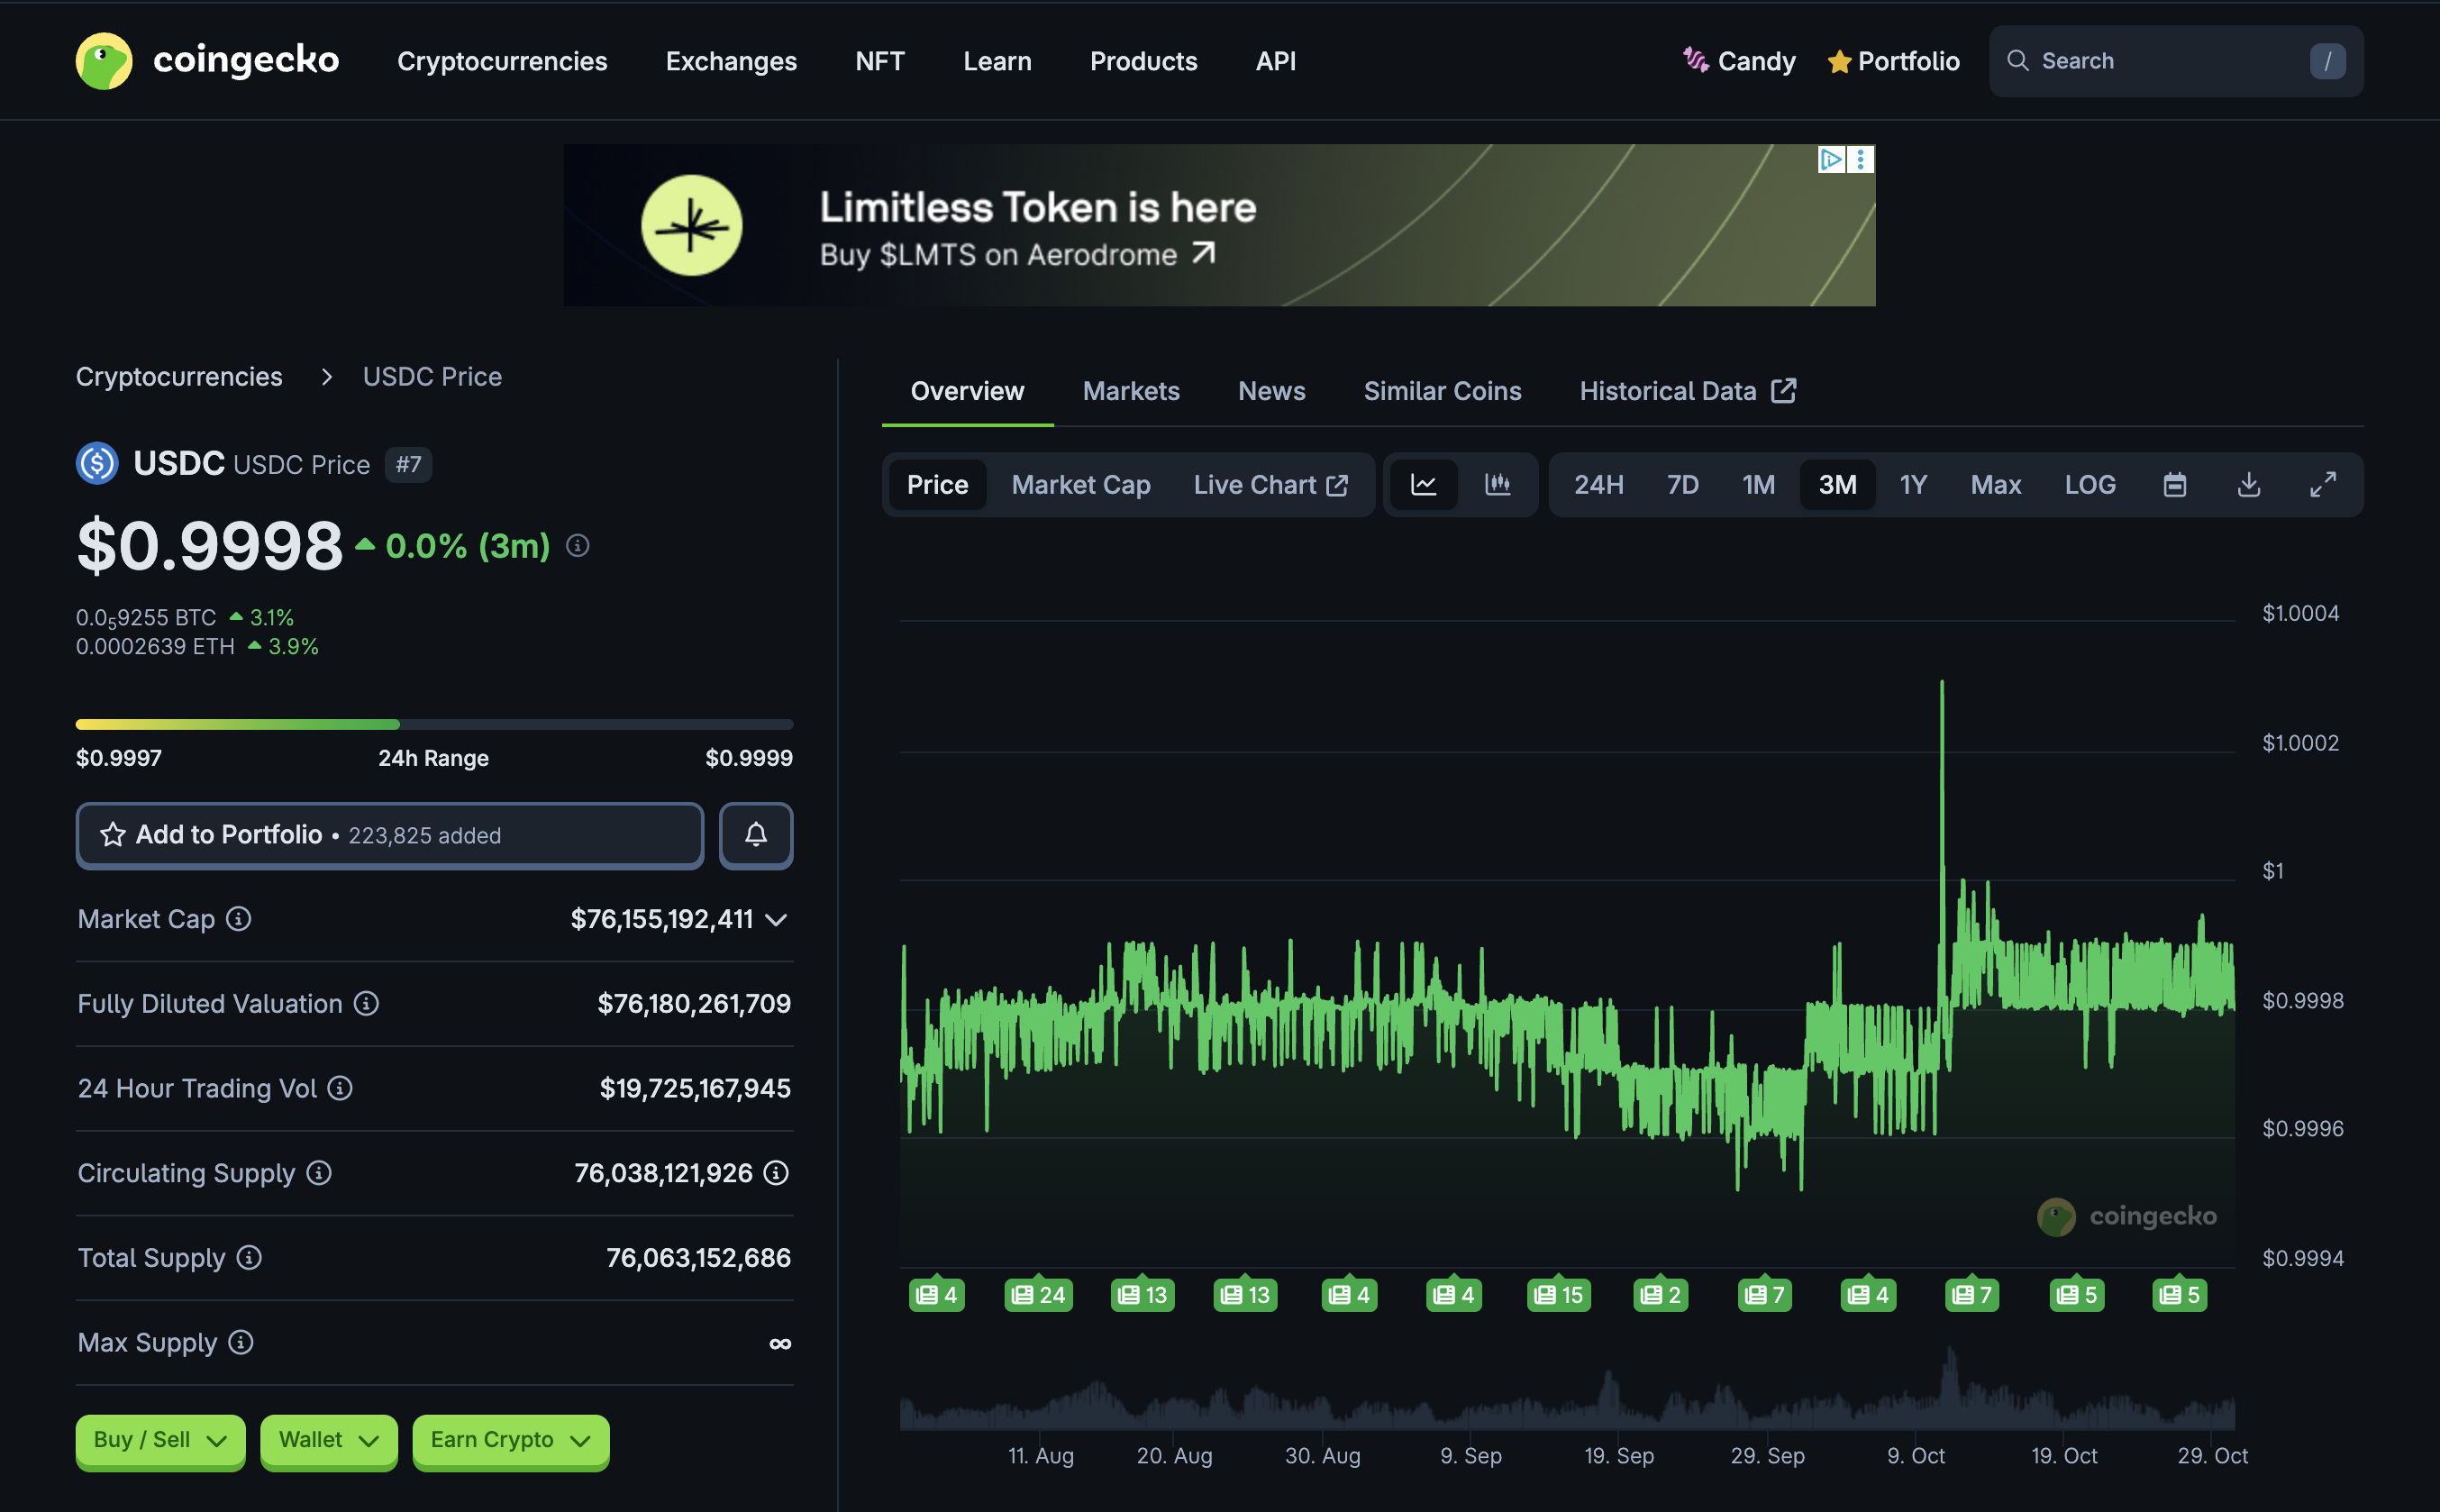 coingecko
Cryptocurrencies Exchanges NFT Learn Products API
Candy Portfolio Search /
Limitless Token is here
Buy $LMTS on Aerodrome
Cryptocurrencies USDC Price
USDC USDC Price #7
$0.9998 0.0% (3m)
0.0₅9255 BTC 3.1%
0.0002639 ETH 3.9%
$0.9997 24h Range $0.9999
Add to Portfolio • 223,825 added
Market Cap $76,155,192,411
Fully Diluted Valuation $76,180,261,709
24 Hour Trading Vol $19,725,167,945
Circulating Supply 76,038,121,926
Total Supply 76,063,152,686
Max Supply ∞
Buy / Sell Wallet Earn Crypto
Overview Markets News Similar Coins Historical Data
Price Market Cap Live Chart 24H 7D 1M 3M 1Y Max LOG
$1.0004
$1.0002
$1
$0.9998
$0.9996
coingecko
$0.9994
4 24 13 13 4 4 15 2 7 4 7 5 5
11. Aug 20. Aug 30. Aug 9. Sep 19. Sep 29. Sep 9. Oct 19. Oct 29. Oct